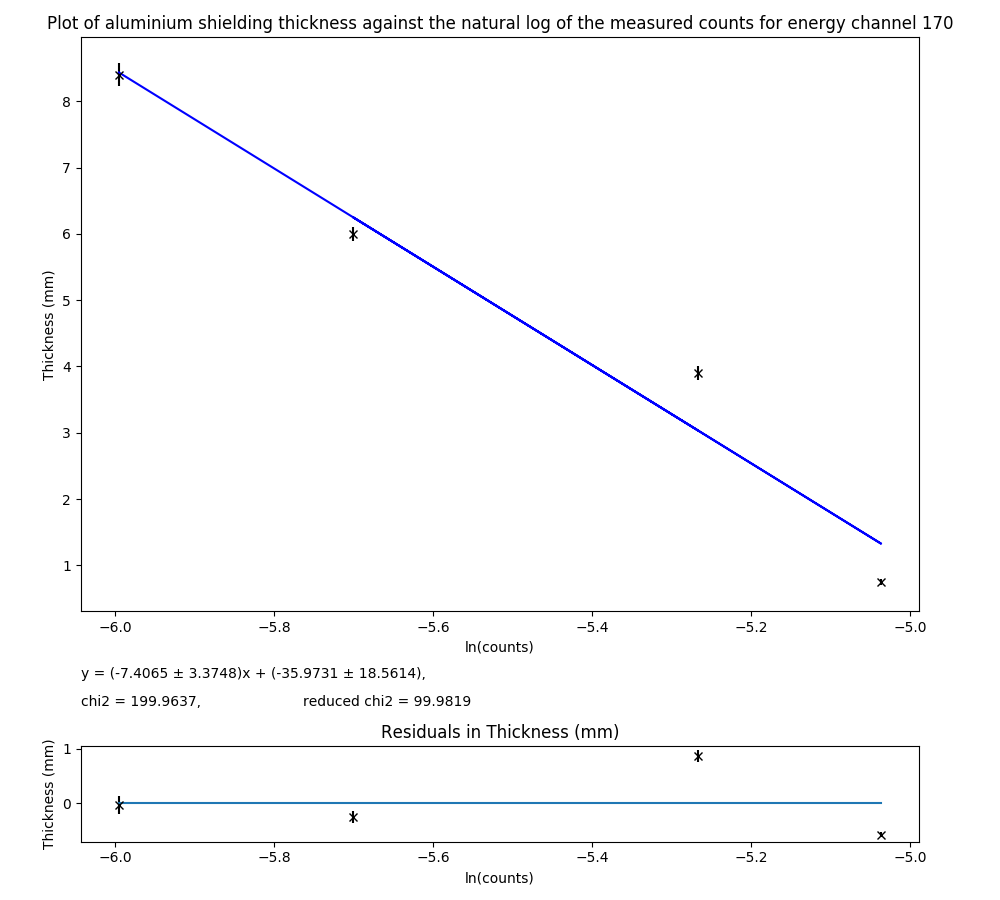 Plot of aluminium shielding thickness against the natural log of the measured counts for energy channel 170
8
7
6
5
4
3
2
1
Thickness (mm)
−6.0 −5.8 −5.6 −5.4 −5.2 −5.0
ln(counts)
y = (-7.4065 ± 3.3748)x + (-35.9731 ± 18.5614),
chi2 = 199.9637, reduced chi2 = 99.9819
Residuals in Thickness (mm)
1
0
Thickness (mm)
−6.0 −5.8 −5.6 −5.4 −5.2 −5.0
ln(counts)